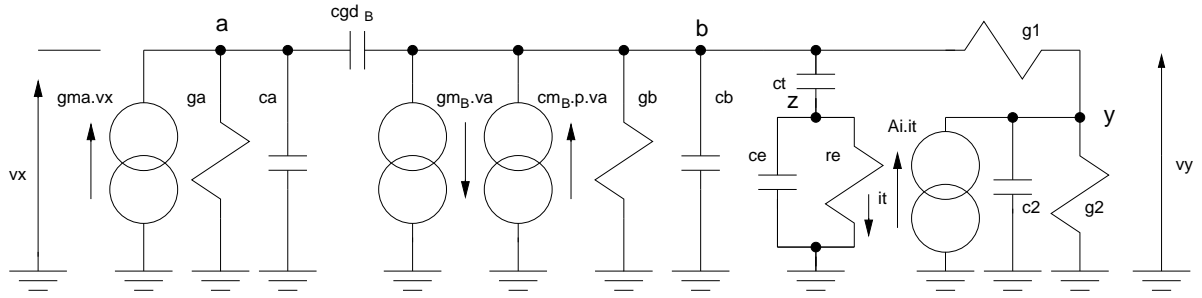 cgd B
a
b
g1
gma.vx
ga
ca
gmB.va
cmB.p.va
gb
cb
ct
z
Ai.it
y
vx
ce
re
it
c2
g2
vy